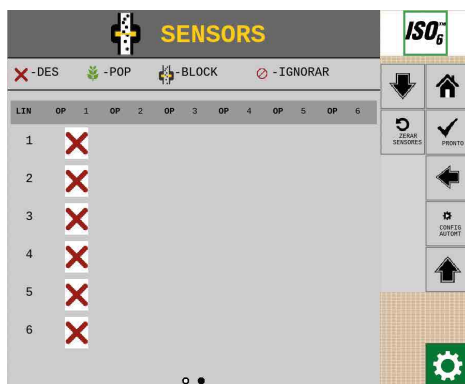 SENSORS
ISO™6
-DES -POP -BLOCK -IGNORAR
LIN OP 1 OP 2 OP 3 OP 4 OP 5 OP 6
1
2
3
4
5
6
ZERAR
SENSORES
PRONTO
CONFIG
AUTOMT